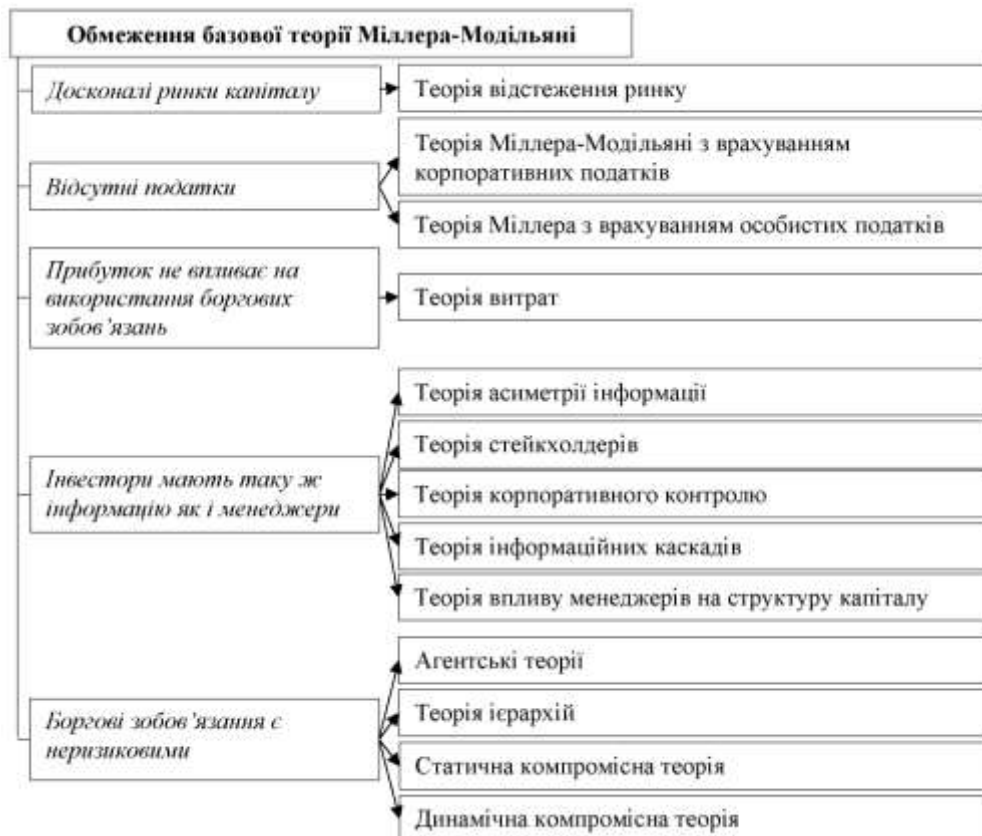 Обмеження базової теорії Міллера-Модільяні
Досконалі ринки капіталу
Теорія відстеження ринку
Відсутні податки
Теорія Міллера-Модільяні з врахуванням
корпоративних податків
Теорія Міллера з врахуванням особистих податків
Прибуток не впливає на
використання боргових
зобов’язань
Теорія витрат
Інвестори мають таку ж
інформацію як і менеджери
Теорія асиметрії інформації
Теорія стейкхолдерів
Теорія корпоративного контролю
Теорія інформаційних каскадів
Теорія впливу менеджерів на структуру капіталу
Боргові зобов’язання є
неризиковими
Агентські теорії
Теорія ієрархій
Статична компромісна теорія
Динамічна компромісна теорія